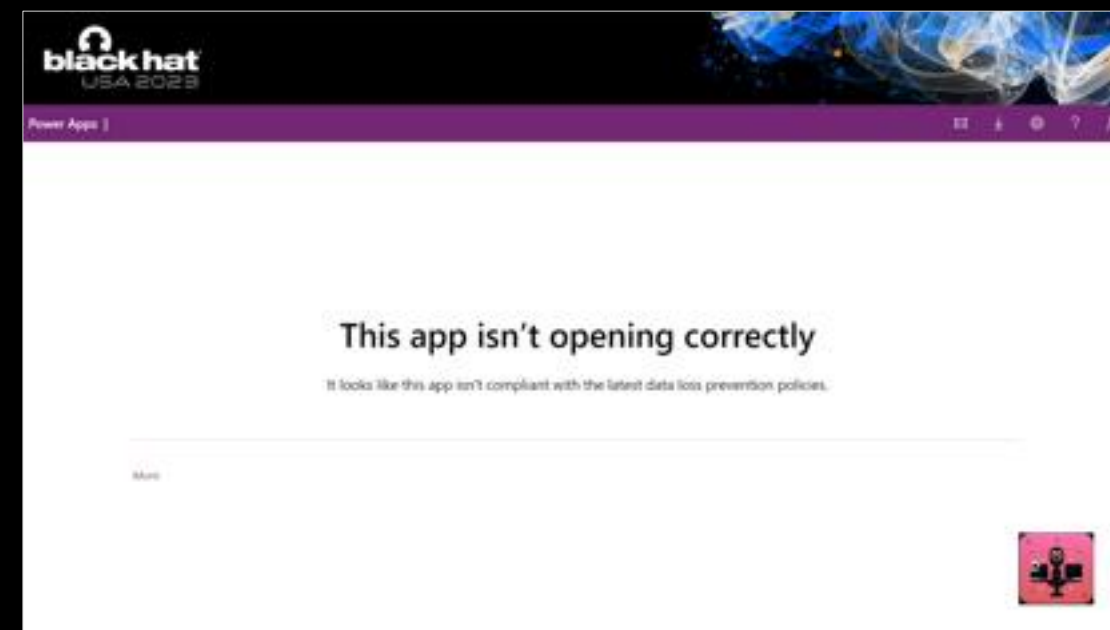 black hat
USA 2023
Power Apps |
?
This app isn't opening correctly
It looks like this app isn't compliant with the latest data loss prevention policies.
More